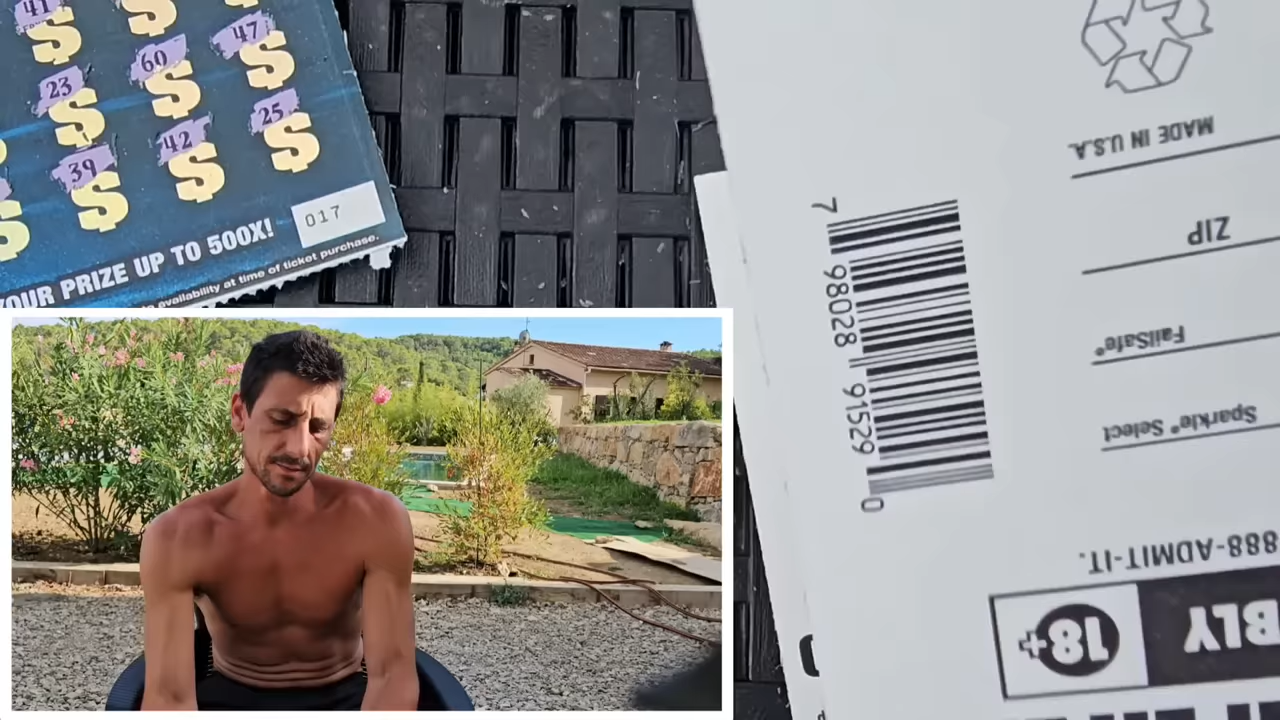 41
47
60
23
25
42
39
YOUR PRIZE UP TO 500X!
017
availability at time of ticket purchase.
MADE IN U.S.A.
ZIP
FailSafe®
Sparkle® Select
7 98028 91529 0
888-ADMIT-IT.
18+
BLY